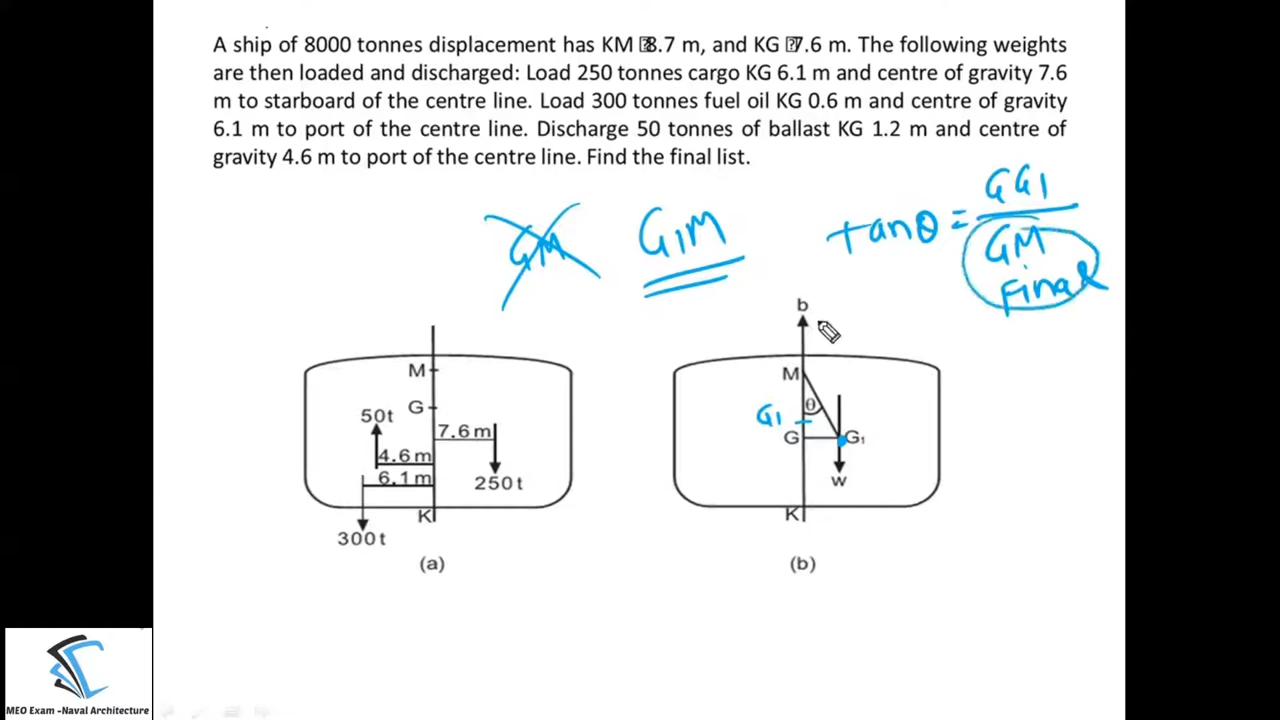 A ship of 8000 tonnes displacement has KM �8.7 m, and KG �7.6 m. The following weights
are then loaded and discharged: Load 250 tonnes cargo KG 6.1 m and centre of gravity 7.6
m to starboard of the centre line. Load 300 tonnes fuel oil KG 0.6 m and centre of gravity
6.1 m to port of the centre line. Discharge 50 tonnes of ballast KG 1.2 m and centre of
gravity 4.6 m to port of the centre line. Find the final list.
GM
G1M
tanθ = GG1
GM
Final
M
G
50t
7.6m
4.6m
6.1m
250t
K
300t
(a)
b
M
θ
G1
G
G₁
w
K
(b)
MEO Exam -Naval Architecture